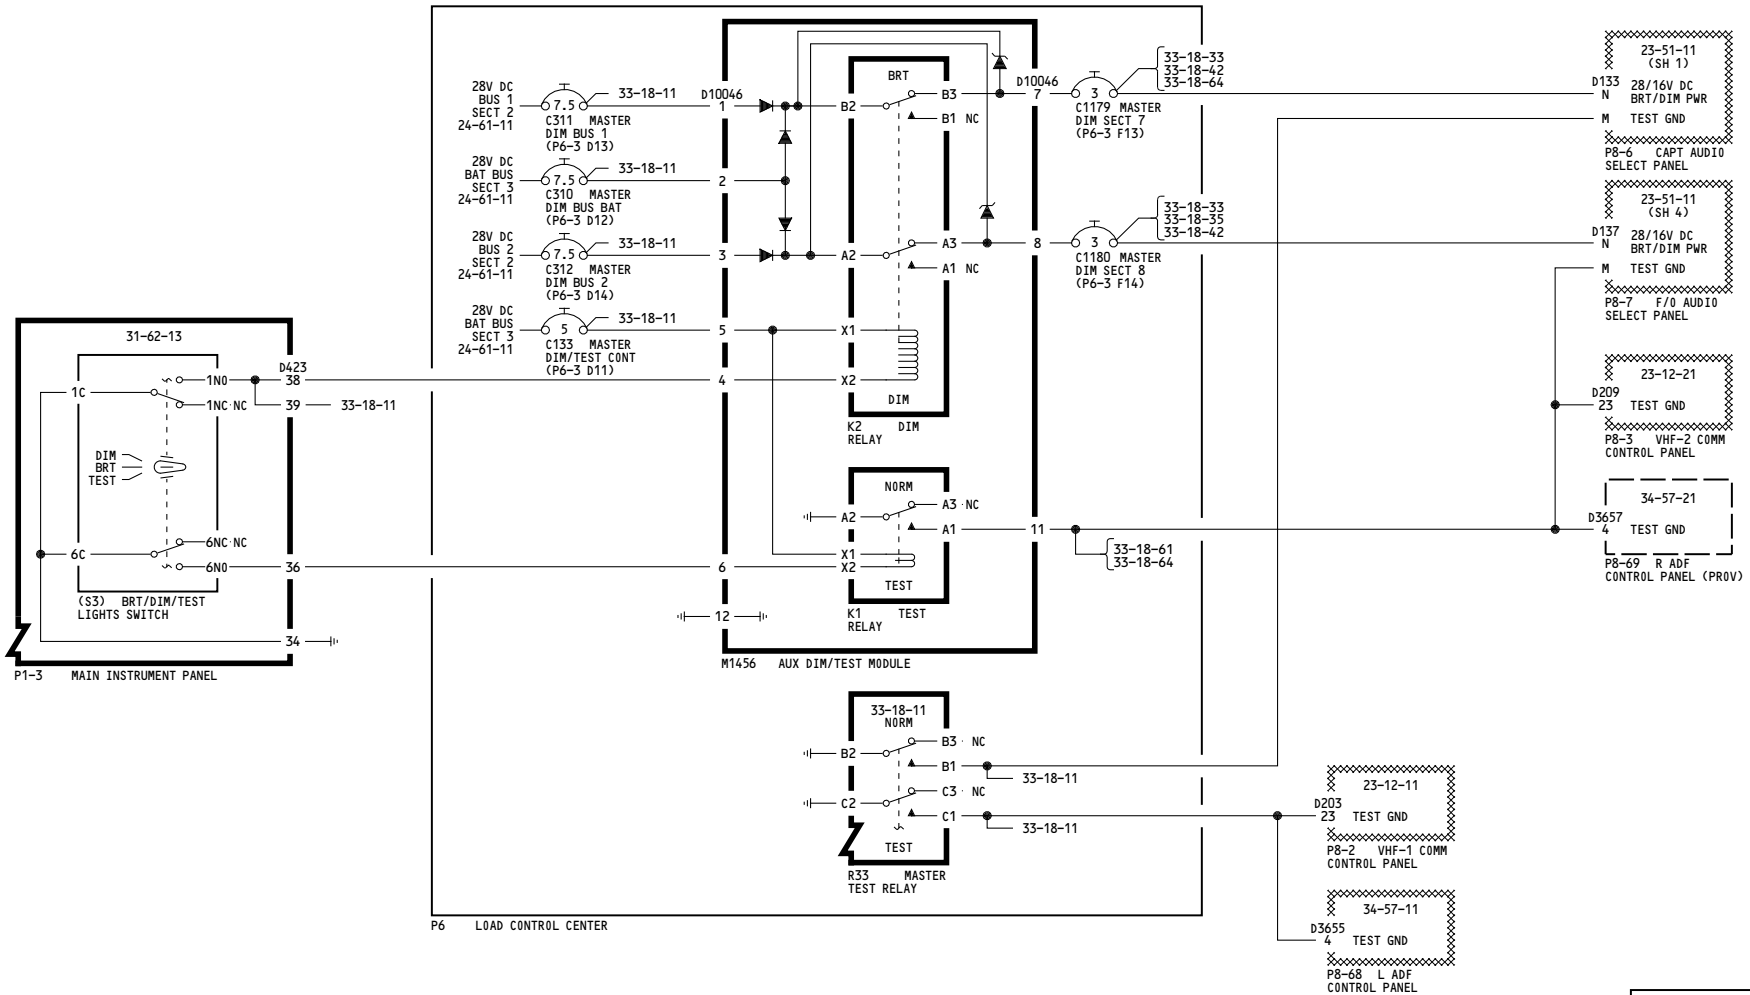 31-62-13
1C
1NO
1NC NC
D423
38
39
33-18-11
DIM
BRT
TEST
6C
6NC NC
6NO
36
(S3) BRT/DIM/TEST
LIGHTS SWITCH
34
P1-3 MAIN INSTRUMENT PANEL
28V DC
BUS 1
SECT 2
24-61-11
7.5
33-18-11
C311 MASTER
DIM BUS 1
(P6-3 D13)
28V DC
BAT BUS
SECT 3
24-61-11
7.5
33-18-11
C310 MASTER
DIM BUS BAT
(P6-3 D12)
28V DC
BUS 2
SECT 2
24-61-11
7.5
33-18-11
C312 MASTER
DIM BUS 2
(P6-3 D14)
28V DC
BAT BUS
SECT 3
24-61-11
5
33-18-11
C133 MASTER
DIM/TEST CONT
(P6-3 D11)
D10046
1
2
3
5
4
6
12
BRT
B2
B3
B1 NC
A2
A3
A1 NC
X1
X2
DIM
K2 DIM
RELAY
NORM
A2
A3 NC
A1
X1
X2
TEST
K1 TEST
RELAY
D10046
7
8
11
M1456 AUX DIM/TEST MODULE
3
33-18-33
33-18-42
33-18-64
C1179 MASTER
DIM SECT 7
(P6-3 F13)
3
33-18-33
33-18-35
33-18-42
C1180 MASTER
DIM SECT 8
(P6-3 F14)
33-18-61
33-18-64
33-18-11
NORM
B2
B3 NC
B1
33-18-11
C2
C3 NC
C1
33-18-11
TEST
R33 MASTER
TEST RELAY
P6 LOAD CONTROL CENTER
23-51-11
(SH 1)
D133
N 28/16V DC
BRT/DIM PWR
M TEST GND
P8-6 CAPT AUDIO
SELECT PANEL
23-51-11
(SH 4)
D137
N 28/16V DC
BRT/DIM PWR
M TEST GND
P8-7 F/O AUDIO
SELECT PANEL
23-12-21
D209
23 TEST GND
P8-3 VHF-2 COMM
CONTROL PANEL
34-57-21
D3657
4 TEST GND
P8-69 R ADF
CONTROL PANEL (PROV)
23-12-11
D203
23 TEST GND
P8-2 VHF-1 COMM
CONTROL PANEL
34-57-11
D3655
4 TEST GND
P8-68 L ADF
CONTROL PANEL